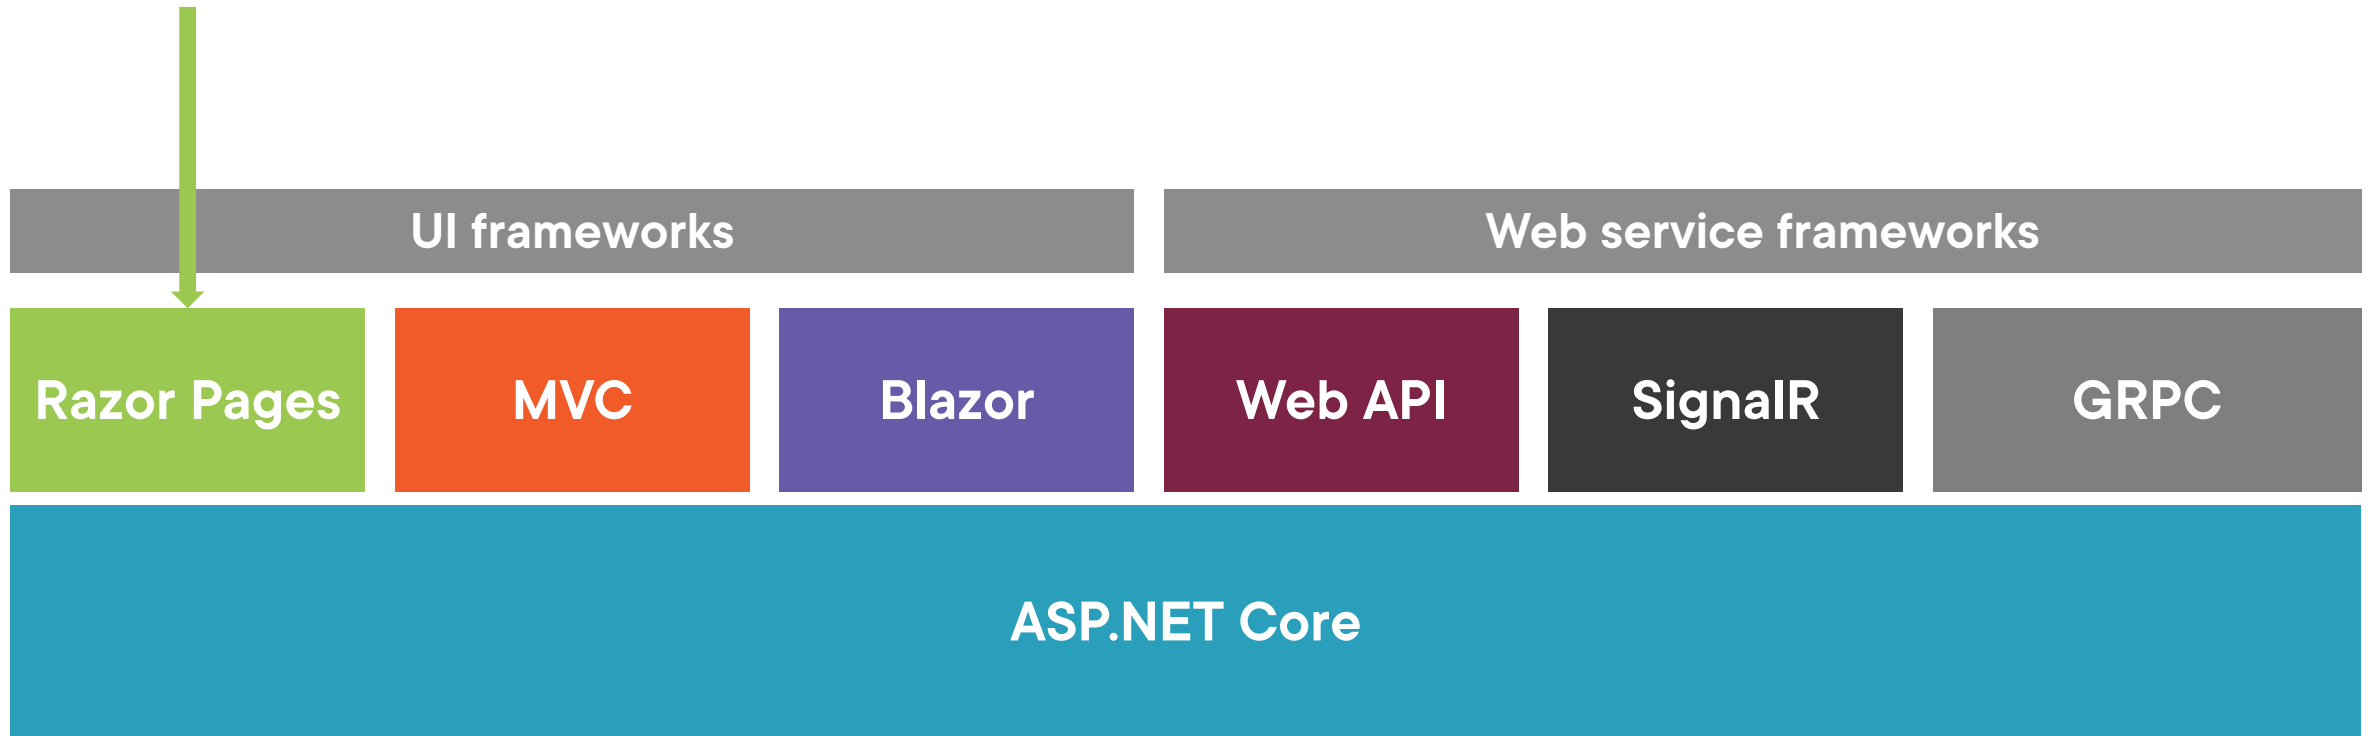 UI frameworks
Web service frameworks
Razor Pages
MVC
Blazor
Web API
SignalR
GRPC
ASP.NET Core